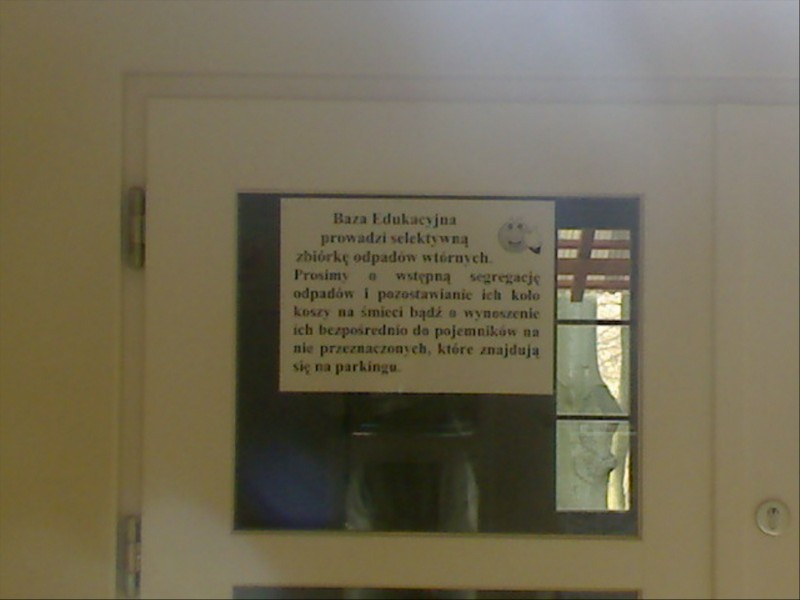 Baza Edukacyjna
prowadzi selektywną
zbiórkę odpadów wtórnych.
Prosimy o wstępną segregację
odpadów i pozostawianie ich koło
koszy na śmieci bądź o wynoszenie
ich bezpośrednio do pojemników na
nie przeznaczonych, które znajdują
się na parkingu.